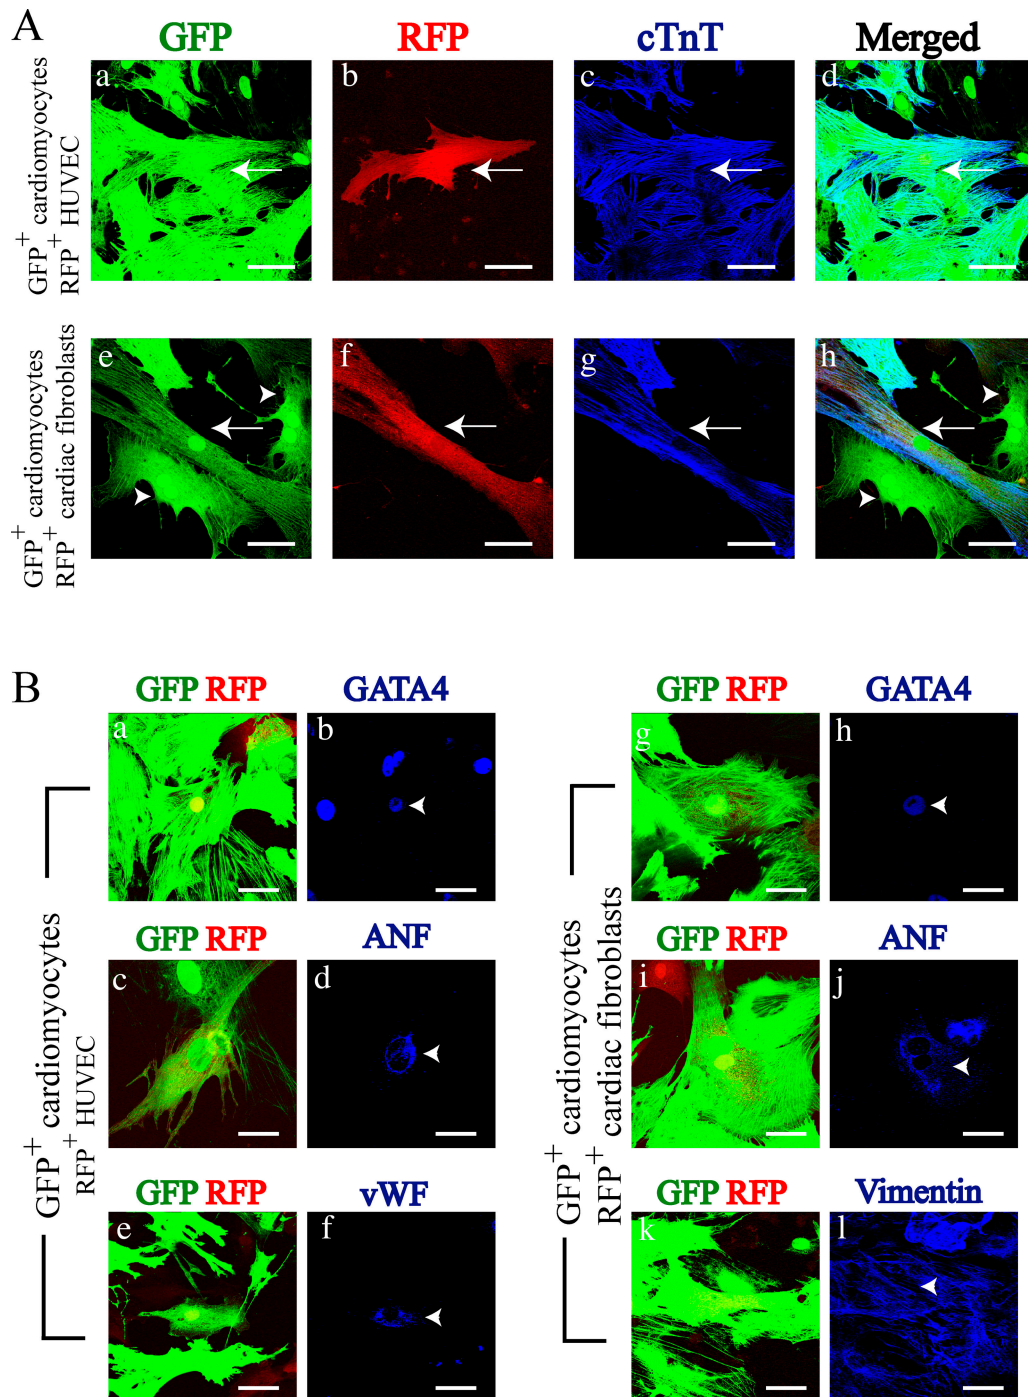 A
GFP RFP cTnT Merged
GFP+ cardiomyocytes
RFP+ HUVEC
a b c d
GFP+ cardiomyocytes
RFP+ cardiac fibroblasts
e f g h
B
GFP RFP GATA4 GFP RFP GATA4
a b g h
GFP+ cardiomyocytes
RFP+ HUVEC
GFP+ cardiomyocytes
RFP+ cardiac fibroblasts
GFP RFP ANF GFP RFP ANF
c d i j
GFP RFP vWF GFP RFP Vimentin
e f k l